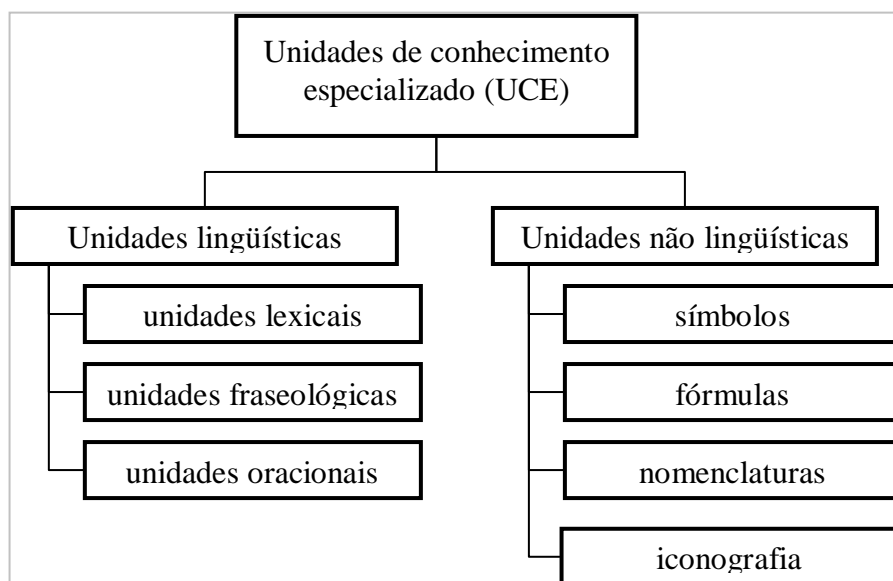 Unidades de conhecimento
especializado (UCE)
Unidades lingüísticas
unidades lexicais
unidades fraseológicas
unidades oracionais
Unidades não lingüísticas
símbolos
fórmulas
nomenclaturas
iconografia